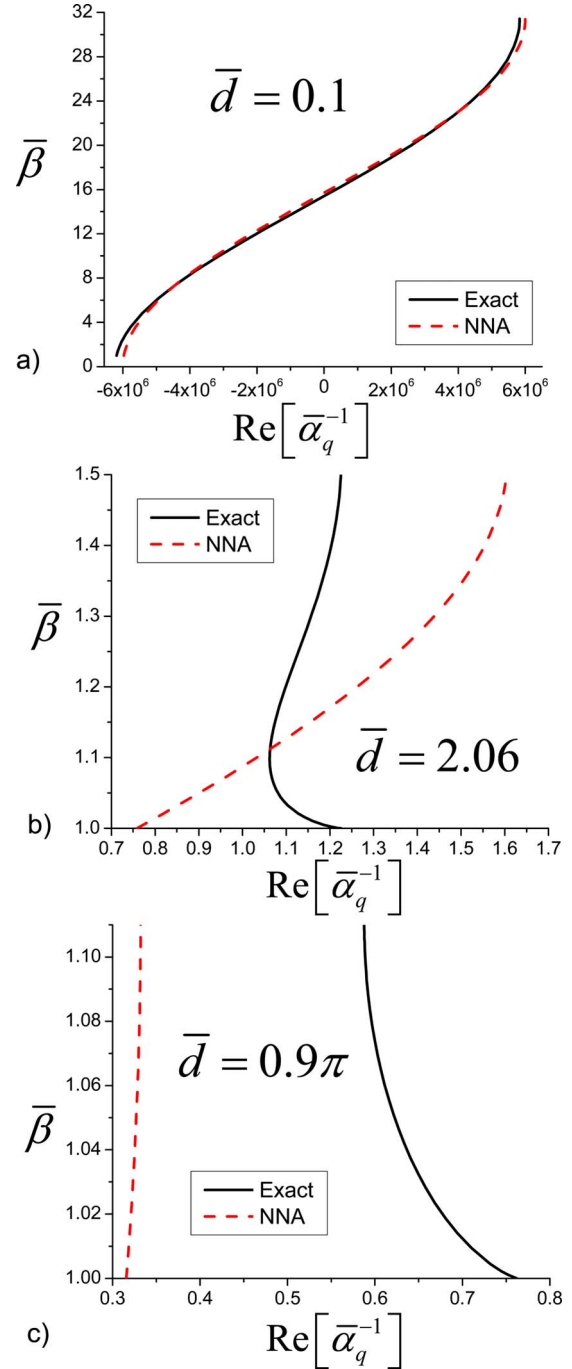 32
28
24
20
16
12
8
4
0
β̅
d̅ = 0.1
Exact
NNA
-6x10⁶ -4x10⁶ -2x10⁶ 0 2x10⁶ 4x10⁶ 6x10⁶
a)
Re[α̅_q⁻¹]
1.5
1.4
1.3
1.2
1.1
1.0
β̅
Exact
NNA
d̅ = 2.06
0.7 0.8 0.9 1.0 1.1 1.2 1.3 1.4 1.5 1.6 1.7
b)
Re[α̅_q⁻¹]
1.10
1.08
1.06
1.04
1.02
1.00
β̅
d̅ = 0.9π
Exact
NNA
0.3 0.4 0.5 0.6 0.7 0.8
c)
Re[α̅_q⁻¹]